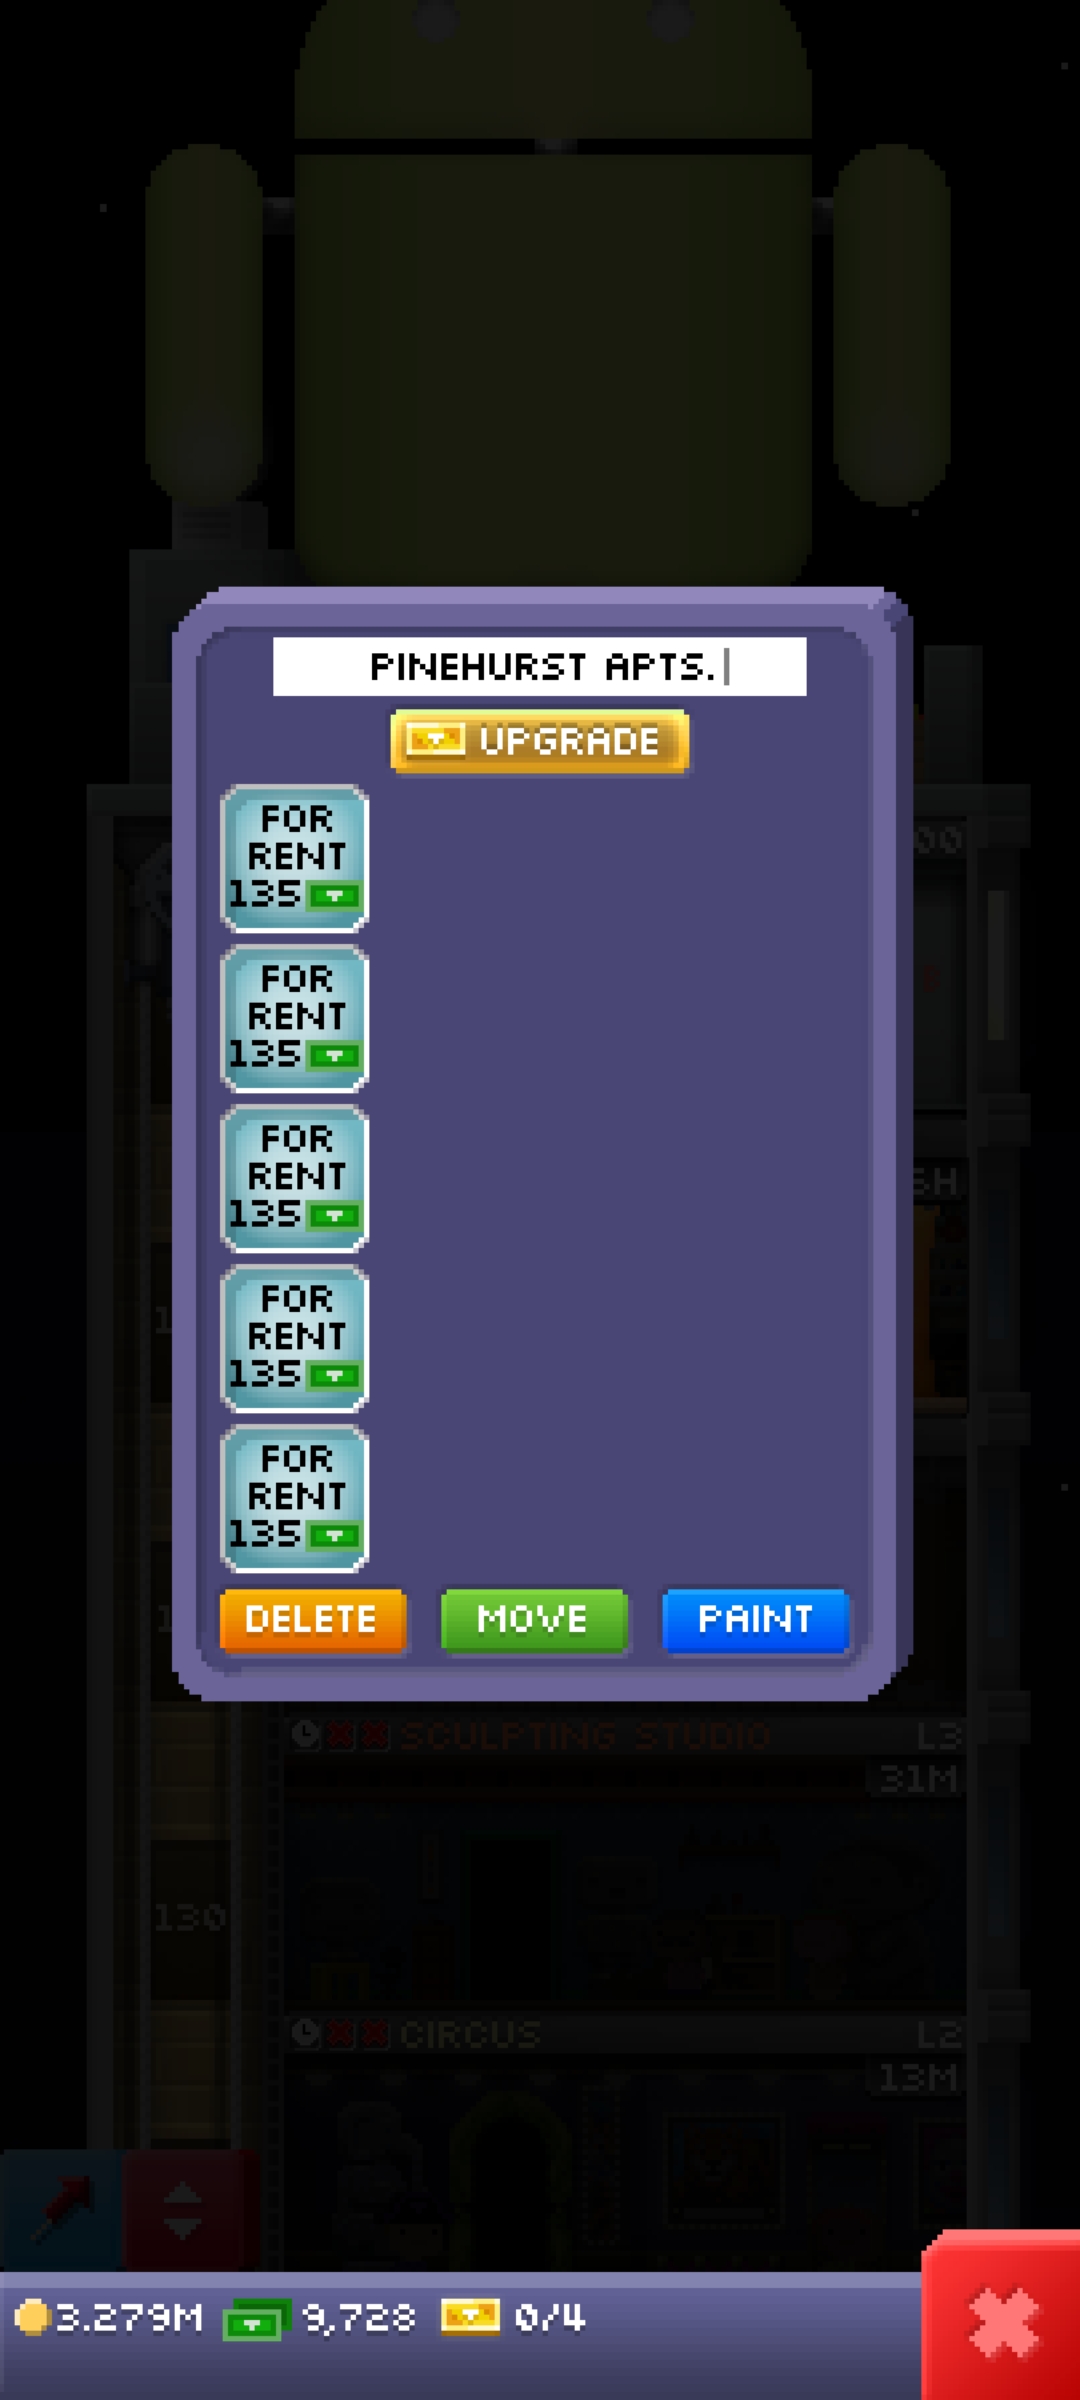 PINEHURST APTS.
UPGRADE
FOR
RENT
135
FOR
RENT
135
FOR
RENT
135
FOR
RENT
135
FOR
RENT
135
DELETE MOVE PAINT
SCULPTING STUDIO L3
31M
130
CIRCUS L2
13M
3.279M 9,728 0/4